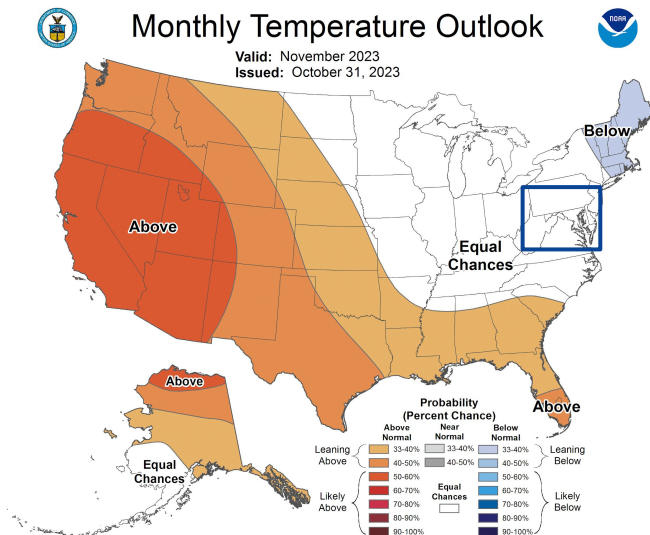 Monthly Temperature Outlook
NOAA
Valid: November 2023
Issued: October 31, 2023
Below
Above
Equal
Chances
Above
Above
Equal
Chances
Probability
(Percent Chance)
Above
Normal
Near
Normal
Below
Normal
Leaning
Above
33-40%
40-50%
33-40%
40-50%
33-40%
40-50%
Leaning
Below
Likely
Above
50-60%
60-70%
70-80%
80-90%
90-100%
Equal
Chances
50-60%
60-70%
70-80%
80-90%
90-100%
Likely
Below